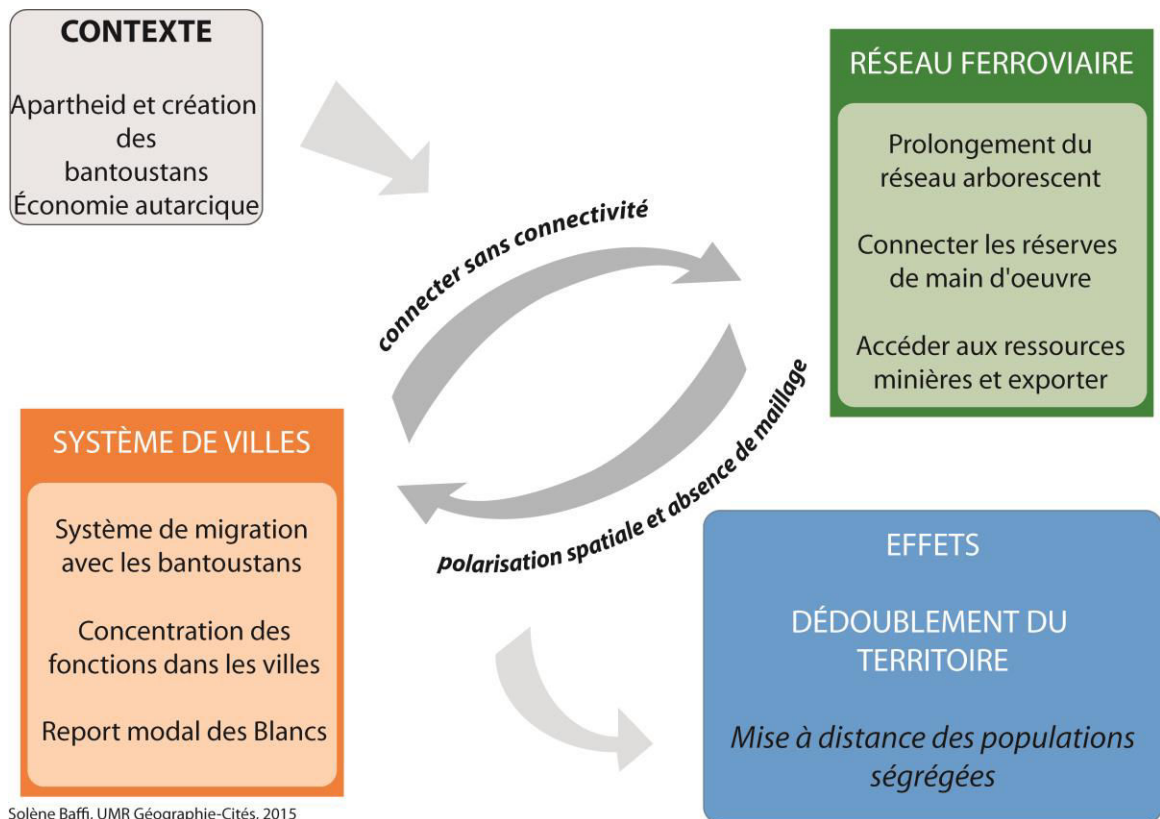 CONTEXTE
Apartheid et création
des
bantoustans
Économie autarcique
RÉSEAU FERROVIAIRE
Prolongement du
réseau arborescent
Connecter les réserves
de main d'oeuvre
Accéder aux ressources
minières et exporter
connecter sans connectivité
polarisation spatiale et absence de maillage
SYSTÈME DE VILLES
Système de migration
avec les bantoustans
Concentration des
fonctions dans les villes
Report modal des Blancs
EFFETS
DÉDOUBLEMENT DU
TERRITOIRE
Mise à distance des populations
ségrégées
Solène Baffi, UMR Géographie-Cités, 2015